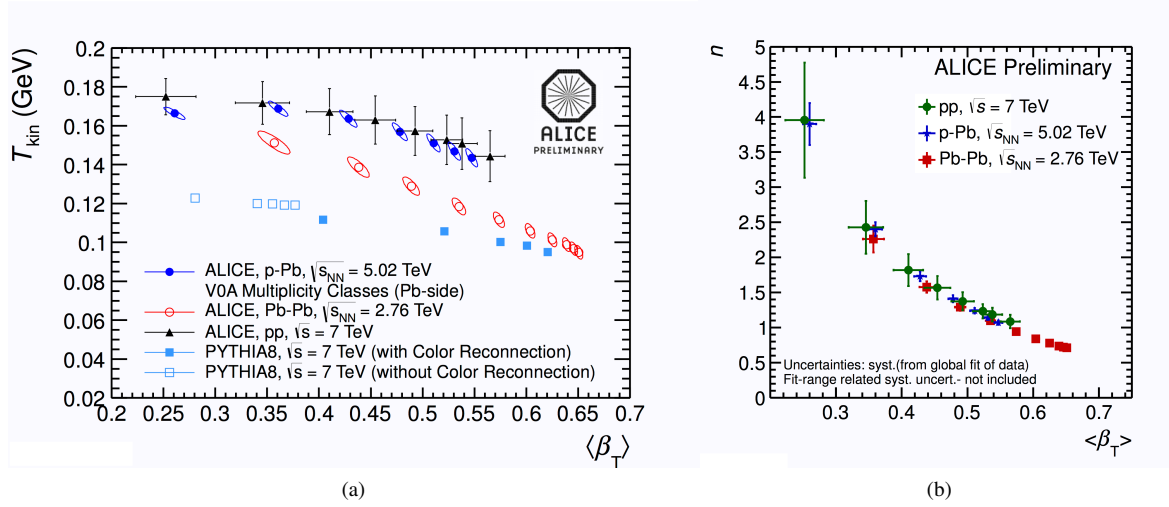 0.2
0.18
0.16
0.14
0.12
0.1
0.08
0.06
0.04
0.02
T_kin (GeV)
ALICE
PRELIMINARY
ALICE, p-Pb, √s_NN = 5.02 TeV
V0A Multiplicity Classes (Pb-side)
ALICE, Pb-Pb, √s_NN = 2.76 TeV
ALICE, pp, √s = 7 TeV
PYTHIA8, √s = 7 TeV (with Color Reconnection)
PYTHIA8, √s = 7 TeV (without Color Reconnection)
0.2 0.25 0.3 0.35 0.4 0.45 0.5 0.55 0.6 0.65 0.7
⟨β_T⟩
(a)
n
5
4.5
4
3.5
3
2.5
2
1.5
1
0.5
0
ALICE Preliminary
pp, √s = 7 TeV
p-Pb, √s_NN = 5.02 TeV
Pb-Pb, √s_NN = 2.76 TeV
Uncertainties: syst.(from global fit of data)
Fit-range related syst. uncert.- not included
0.3 0.4 0.5 0.6 0.7
<β_T>
(b)